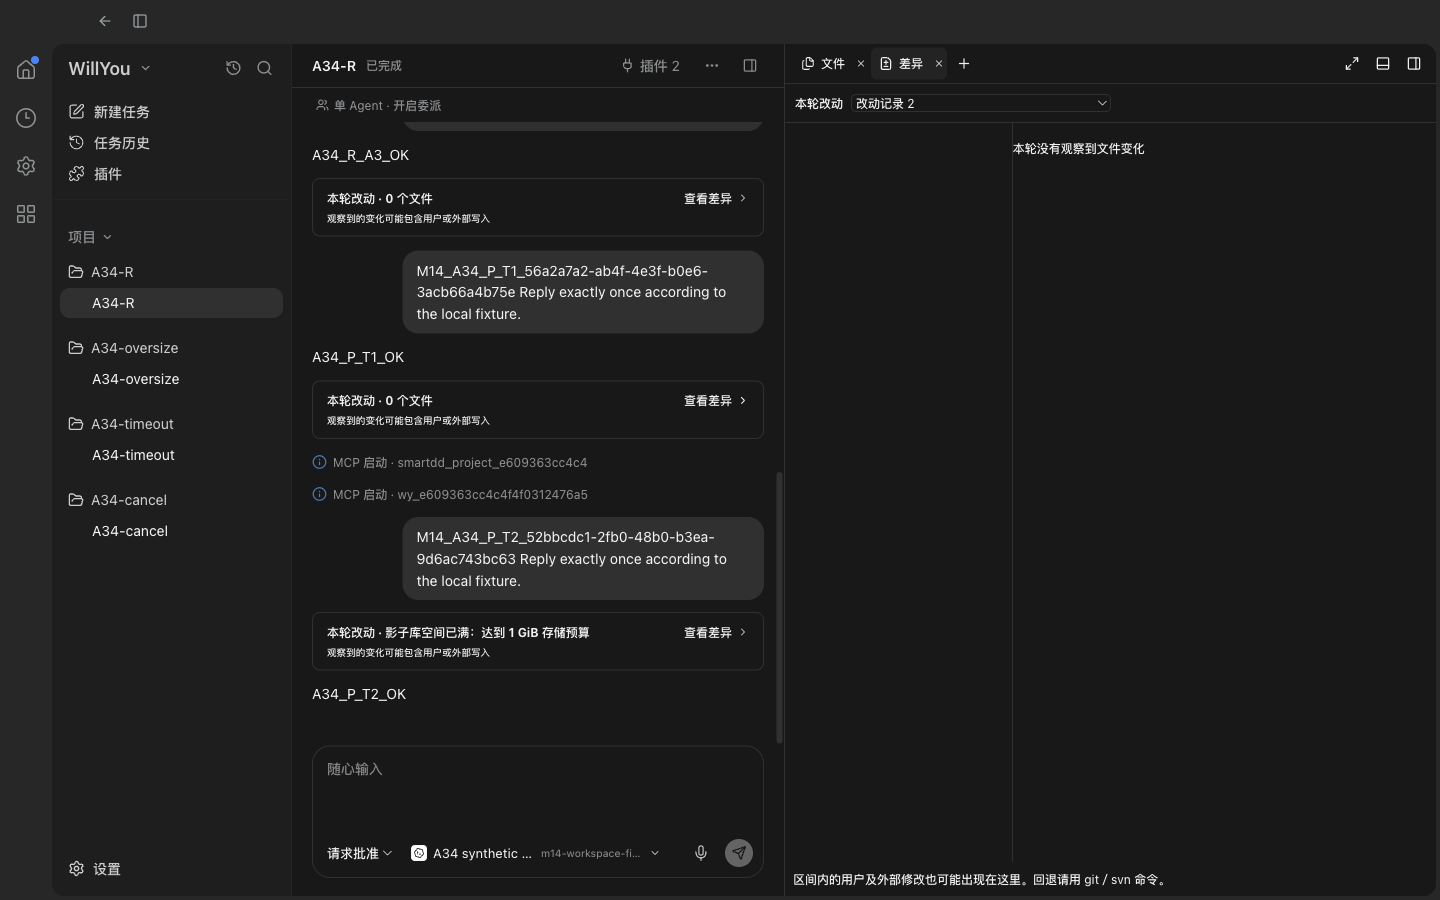 WillYou
新建任务
任务历史
插件
项目
A34-R
A34-R
A34-oversize
A34-oversize
A34-timeout
A34-timeout
A34-cancel
A34-cancel
设置
A34-R 已完成
插件 2
单 Agent · 开启委派
A34_R_A3_OK
本轮改动 · 0 个文件
查看差异
观察到的变化可能包含用户或外部写入
M14_A34_P_T1_56a2a7a2-ab4f-4e3f-b0e6-
3acb66a4b75e Reply exactly once according to
the local fixture.
A34_P_T1_OK
本轮改动 · 0 个文件
查看差异
观察到的变化可能包含用户或外部写入
MCP 启动 · smartdd_project_e609363cc4c4
MCP 启动 · wy_e609363cc4c4f4f0312476a5
M14_A34_P_T2_52bbcdc1-2fb0-48b0-b3ea-
9d6ac743bc63 Reply exactly once according to
the local fixture.
本轮改动 · 影子库空间已满：达到 1 GiB 存储预算
查看差异
观察到的变化可能包含用户或外部写入
A34_P_T2_OK
随心输入
请求批准
A34 synthetic ...
m14-workspace-fi...
文件
差异
本轮改动
改动记录 2
本轮没有观察到文件变化
区间内的用户及外部修改也可能出现在这里。回退请用 git / svn 命令。